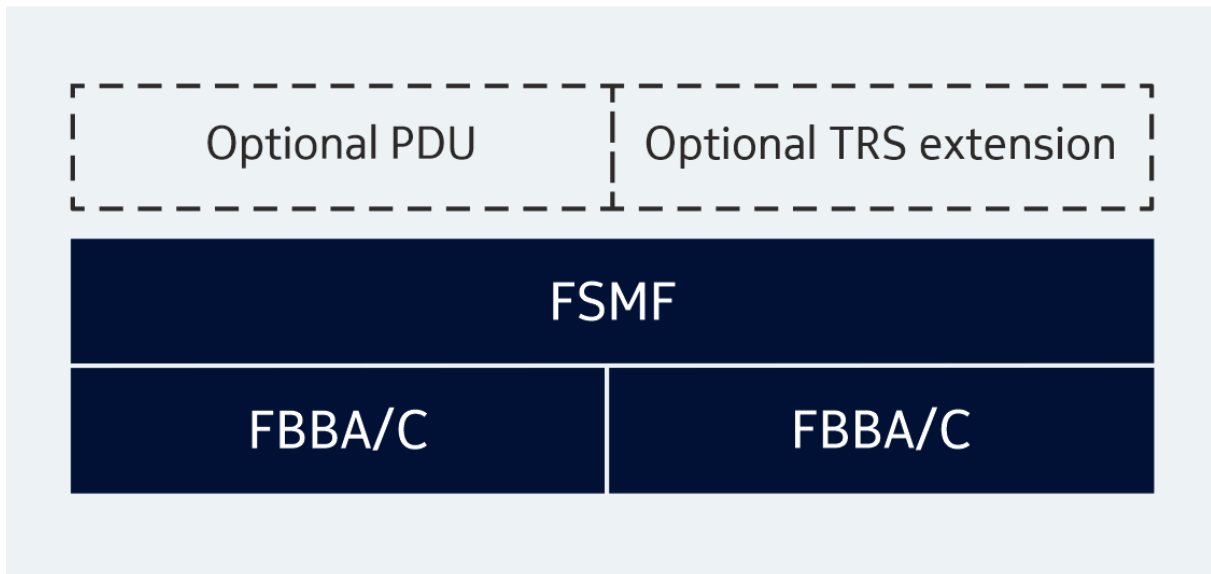 Optional PDU
Optional TRS extension
FSMF
FBBA/C
FBBA/C